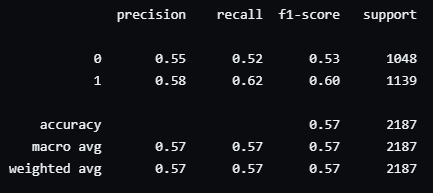 precision recall f1-score support
0 0.55 0.52 0.53 1048
1 0.58 0.62 0.60 1139
accuracy 0.57 2187
macro avg 0.57 0.57 0.57 2187
weighted avg 0.57 0.57 0.57 2187